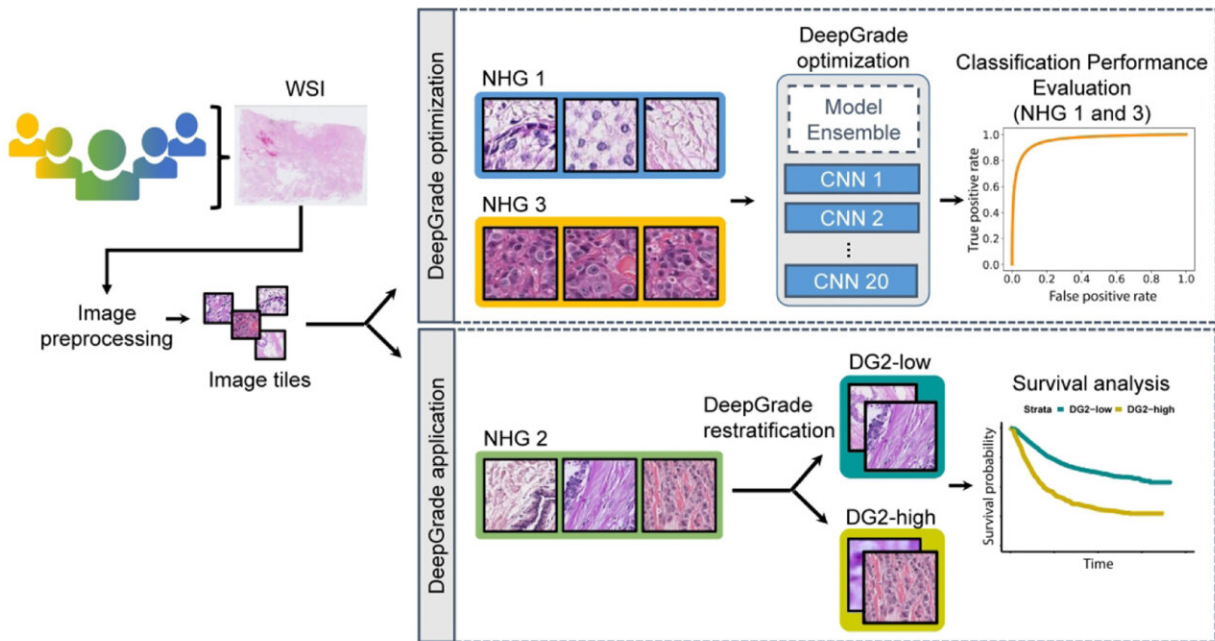 WSI
Image
preprocessing
Image tiles
DeepGrade optimization
NHG 1
NHG 3
DeepGrade
optimization
Model
Ensemble
CNN 1
CNN 2
⋮
CNN 20
Classification Performance
Evaluation
(NHG 1 and 3)
True positive rate
1.0
0.8
0.6
0.4
0.2
0.0
0.0 0.2 0.4 0.6 0.8 1.0
False positive rate
DeepGrade application
NHG 2
DeepGrade
restratification
DG2-low
DG2-high
Survival analysis
Strata DG2-low DG2-high
Survival probability
Time